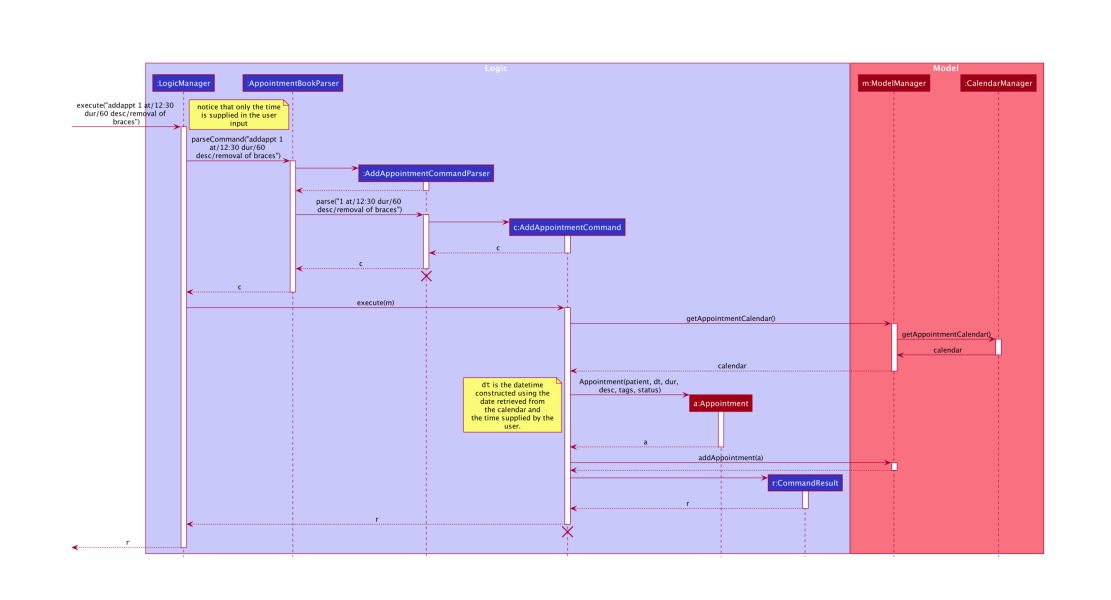 Logic
Model
:LogicManager
:AppointmentBookParser
m:ModelManager
:CalendarManager
execute("addappt 1 at/12:30
dur/60 desc/removal of
braces")
notice that only the time
is supplied in the user
input
parseCommand("addappt 1
at/12:30 dur/60
desc/removal of braces")
:AddAppointmentCommandParser
parse("1 at/12:30 dur/60
desc/removal of braces")
c:AddAppointmentCommand
c
c
c
execute(m)
getAppointmentCalendar()
getAppointmentCalendar()
calendar
calendar
dt is the datetime
constructed using the
date retrieved from
the calendar and
the time supplied by the
user.
Appointment(patient, dt, dur,
desc, tags, status)
a:Appointment
a
addAppointment(a)
r:CommandResult
r
r
r